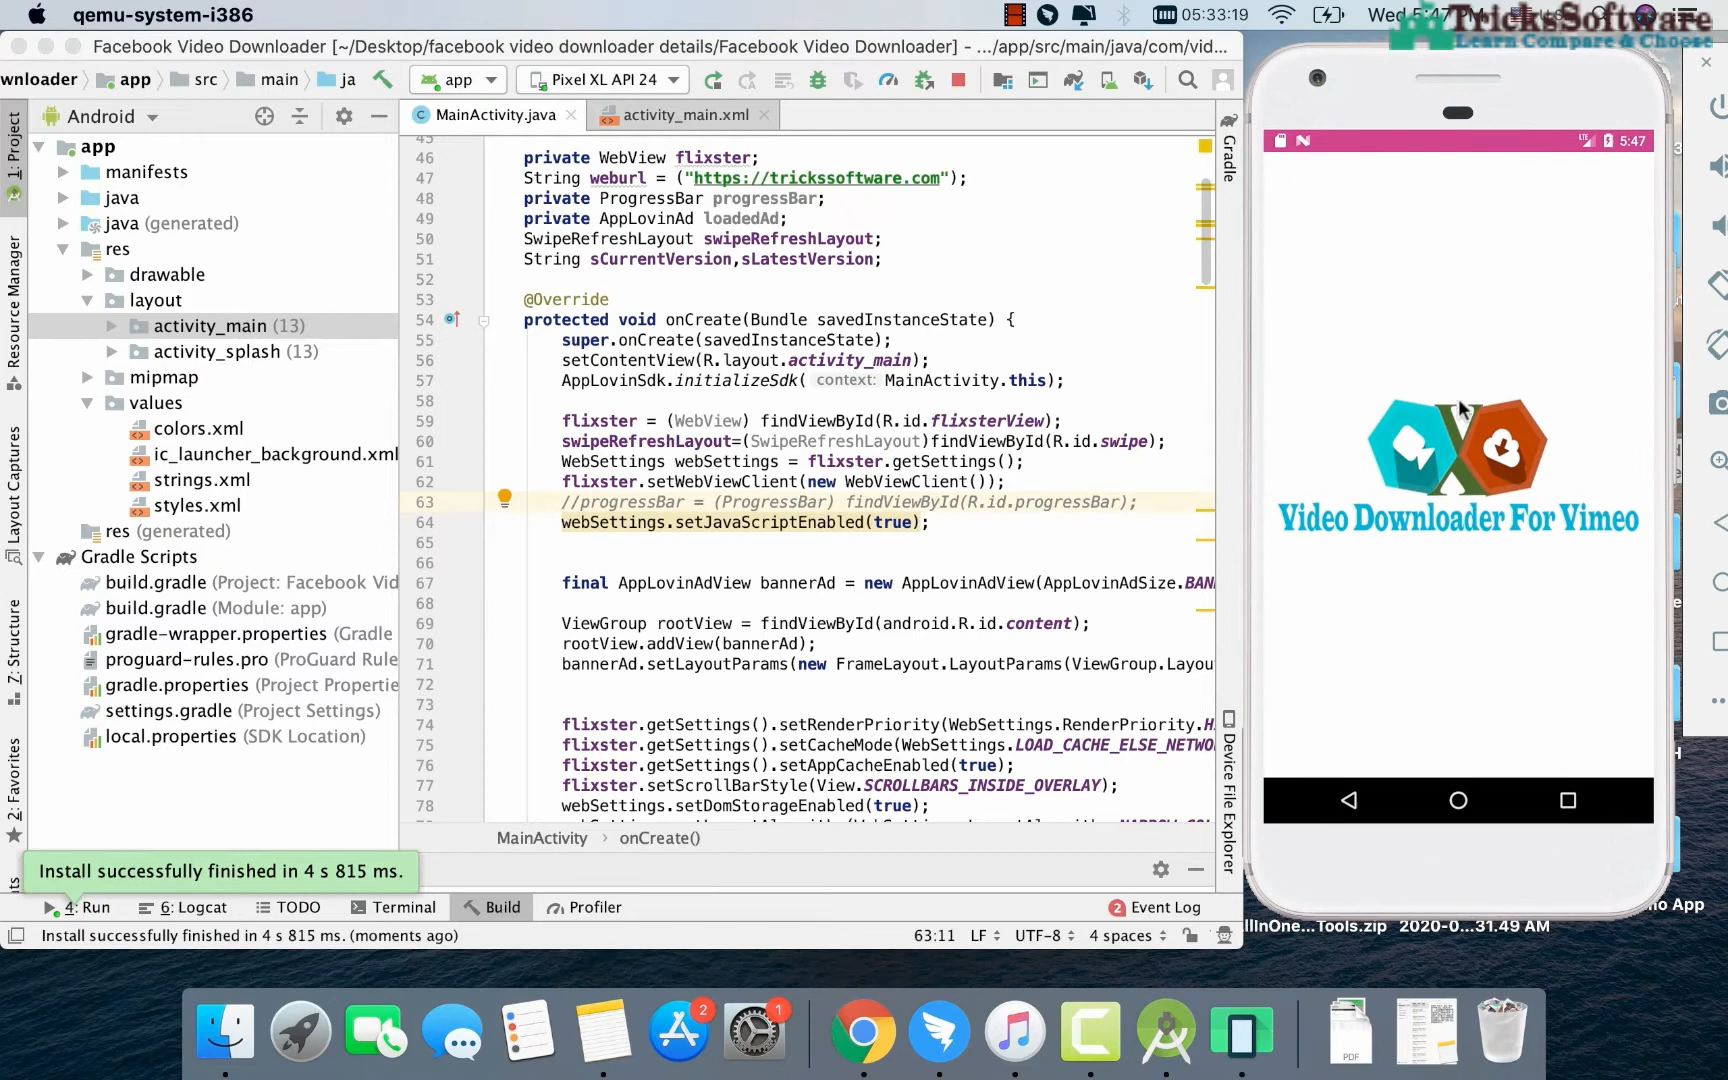 qemu-system-i386
05:33:19
Wed 5:47 PM
TricksSoftware
Learn Compare & Choose
Facebook Video Downloader [~/Desktop/facebook video downloader details/Facebook Video Downloader] - .../app/src/main/java/com/vid...
wnloader
app
src
main
ja
app
Pixel XL API 24
Android
MainActivity.java
activity_main.xml
1: Project
Resource Manager
Layout Captures
7: Structure
2: Favorites
app
manifests
java
java (generated)
res
drawable
layout
activity_main (13)
activity_splash (13)
mipmap
values
colors.xml
ic_launcher_background.xml
strings.xml
styles.xml
res (generated)
Gradle Scripts
build.gradle (Project: Facebook Vid
build.gradle (Module: app)
gradle-wrapper.properties (Gradle
proguard-rules.pro (ProGuard Rule
gradle.properties (Project Propertie
settings.gradle (Project Settings)
local.properties (SDK Location)
45
46 private WebView flixster;
47 String weburl = ("https://trickssoftware.com");
48 private ProgressBar progressBar;
49 private AppLovinAd loadedAd;
50 SwipeRefreshLayout swipeRefreshLayout;
51 String sCurrentVersion,sLatestVersion;
52
53 @Override
54 protected void onCreate(Bundle savedInstanceState) {
55 super.onCreate(savedInstanceState);
56 setContentView(R.layout.activity_main);
57 AppLovinSdk.initializeSdk( context: MainActivity.this);
58
59 flixster = (WebView) findViewById(R.id.flixsterView);
60 swipeRefreshLayout=(SwipeRefreshLayout)findViewById(R.id.swipe);
61 WebSettings webSettings = flixster.getSettings();
62 flixster.setWebViewClient(new WebViewClient());
63 //progressBar = (ProgressBar) findViewById(R.id.progressBar);
64 webSettings.setJavaScriptEnabled(true);
65
66
67 final AppLovinAdView bannerAd = new AppLovinAdView(AppLovinAdSize.BAN
68
69 ViewGroup rootView = findViewById(android.R.id.content);
70 rootView.addView(bannerAd);
71 bannerAd.setLayoutParams(new FrameLayout.LayoutParams(ViewGroup.Layou
72
73
74 flixster.getSettings().setRenderPriority(WebSettings.RenderPriority.H
75 flixster.getSettings().setCacheMode(WebSettings.LOAD_CACHE_ELSE_NETWO
76 flixster.getSettings().setAppCacheEnabled(true);
77 flixster.setScrollBarStyle(View.SCROLLBARS_INSIDE_OVERLAY);
78 webSettings.setDomStorageEnabled(true);
MainActivity › onCreate()
Gradle
Device File Explorer
Install successfully finished in 4 s 815 ms.
4: Run
6: Logcat
TODO
Terminal
Build
Profiler
2 Event Log
Install successfully finished in 4 s 815 ms. (moments ago)
63:11
LF
UTF-8
4 spaces
LTE
5:47
Video Downloader For Vimeo
no App
llInOne...Tools.zip
2020-0...31.49 AM
2
1
PDF